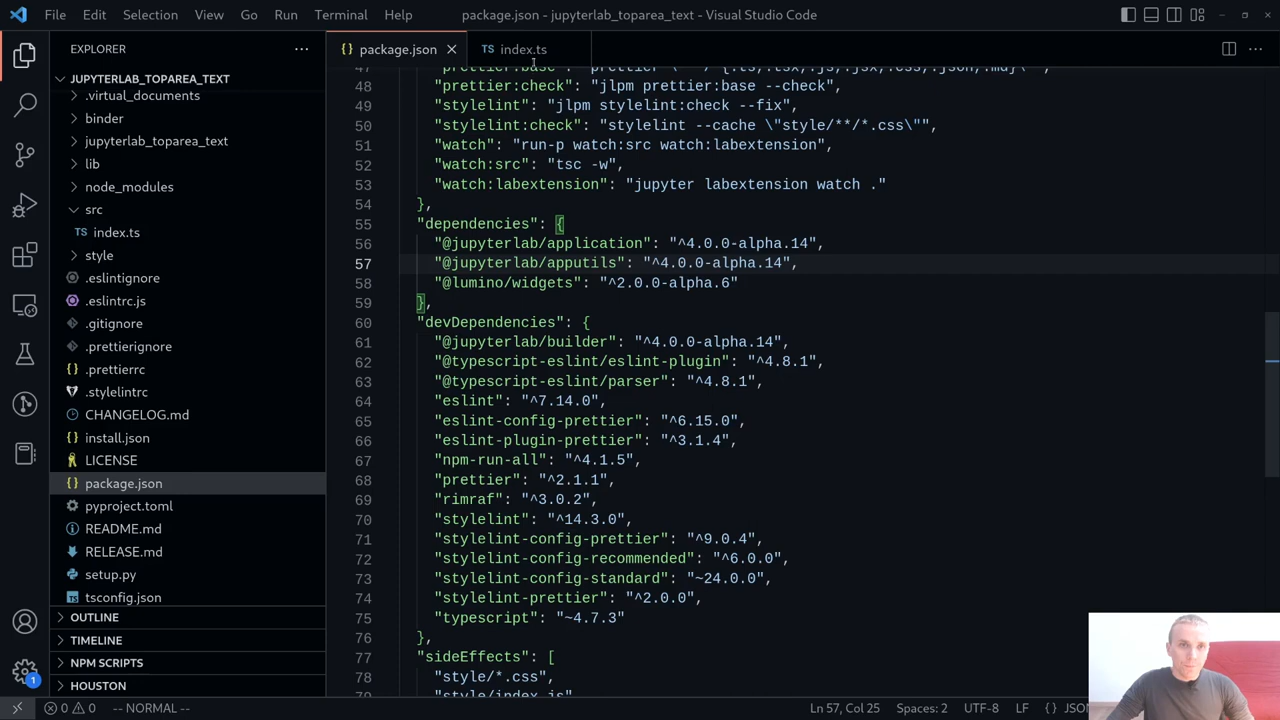 File Edit Selection View Go Run Terminal Help package.json - jupyterlab_toparea_text - Visual Studio Code
EXPLORER
JUPYTERLAB_TOPAREA_TEXT
.virtual_documents
binder
jupyterlab_toparea_text
lib
node_modules
src
TS index.ts
style
.eslintignore
.eslintrc.js
.gitignore
.prettierignore
{} .prettierrc
.stylelintrc
CHANGELOG.md
{} install.json
LICENSE
{} package.json
pyproject.toml
README.md
RELEASE.md
setup.py
tsconfig.json
OUTLINE
TIMELINE
NPM SCRIPTS
HOUSTON
1
{} package.json
TS index.ts
48 "prettier:check": "jlpm prettier:base --check",
49 "stylelint": "jlpm stylelint:check --fix",
50 "stylelint:check": "stylelint --cache \"style/**/*.css\"",
51 "watch": "run-p watch:src watch:labextension",
52 "watch:src": "tsc -w",
53 "watch:labextension": "jupyter labextension watch ."
54 },
55 "dependencies": {
56 "@jupyterlab/application": "^4.0.0-alpha.14",
57 "@jupyterlab/apputils": "^4.0.0-alpha.14",
58 "@lumino/widgets": "^2.0.0-alpha.6"
59 },
60 "devDependencies": {
61 "@jupyterlab/builder": "^4.0.0-alpha.14",
62 "@typescript-eslint/eslint-plugin": "^4.8.1",
63 "@typescript-eslint/parser": "^4.8.1",
64 "eslint": "^7.14.0",
65 "eslint-config-prettier": "^6.15.0",
66 "eslint-plugin-prettier": "^3.1.4",
67 "npm-run-all": "^4.1.5",
68 "prettier": "^2.1.1",
69 "rimraf": "^3.0.2",
70 "stylelint": "^14.3.0",
71 "stylelint-config-prettier": "^9.0.4",
72 "stylelint-config-recommended": "^6.0.0",
73 "stylelint-config-standard": "~24.0.0",
74 "stylelint-prettier": "^2.0.0",
75 "typescript": "~4.7.3"
76 },
77 "sideEffects": [
78 "style/*.css",
"style/index.js"
0 0 -- NORMAL -- Ln 57, Col 25 Spaces: 2 UTF-8 LF {}